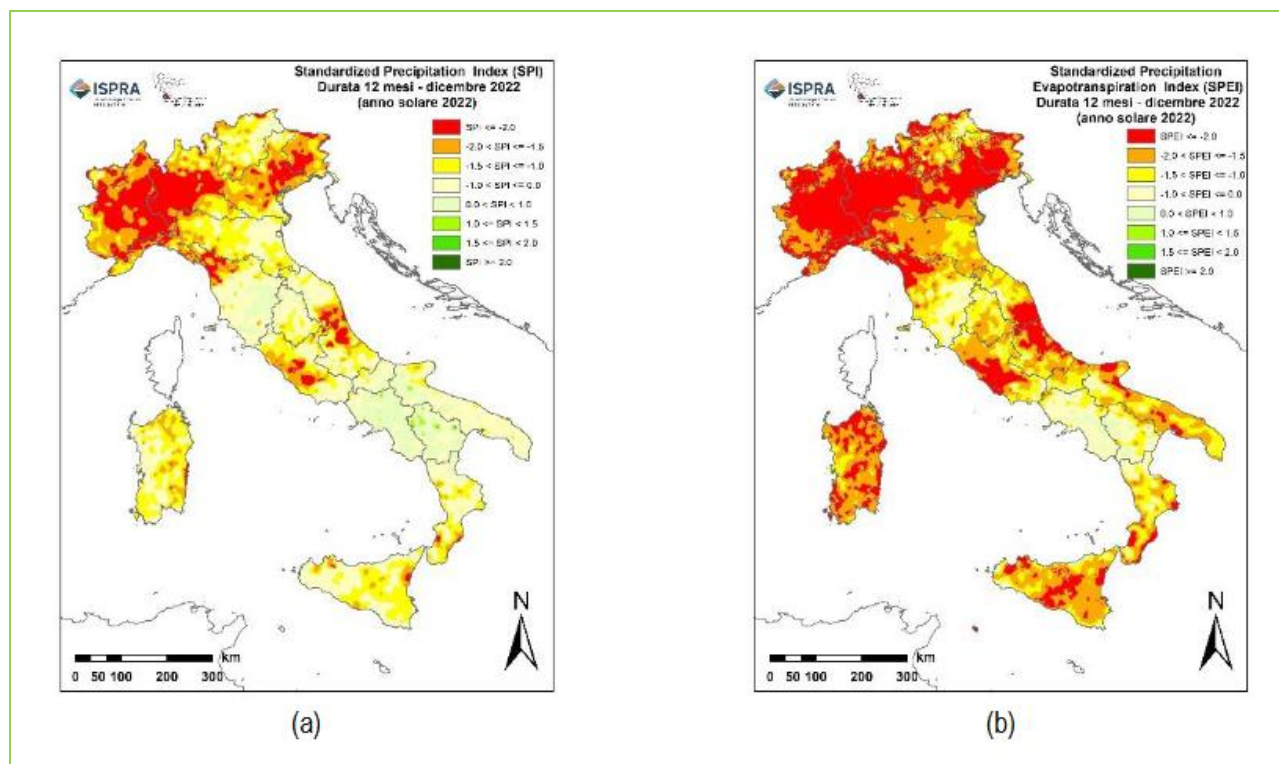 ISPRA
Standardized Precipitation Index (SPI)
Durata 12 mesi - dicembre 2022
(anno solare 2022)
SPI <= -2.0
-2.0 < SPI <= -1.5
-1.5 < SPI <= -1.0
-1.0 < SPI <= 0.0
0.0 < SPI < 1.0
1.0 <= SPI < 1.5
1.5 <= SPI < 2.0
SPI >= 2.0
N
km
0 50 100 200 300
(a)
ISPRA
Standardized Precipitation
Evapotranspiration Index (SPEI)
Durata 12 mesi - dicembre 2022
(anno solare 2022)
SPEI <= -2.0
-2.0 < SPEI <= -1.5
-1.5 < SPEI <= -1.0
-1.0 < SPEI <= 0.0
0.0 < SPEI < 1.0
1.0 <= SPEI < 1.5
1.5 <= SPEI < 2.0
SPEI >= 2.0
N
km
0 50 100 200 300
(b)